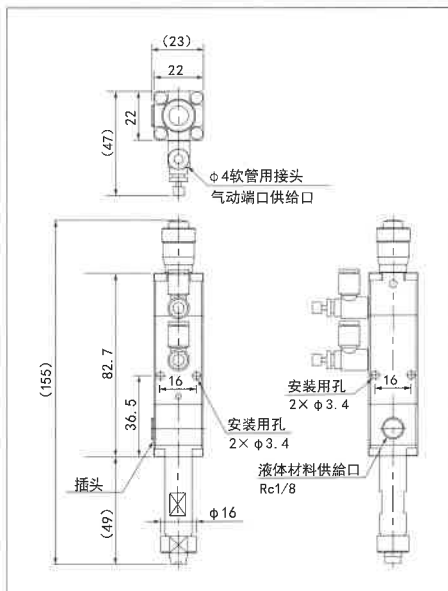 (23)
22
22
(47)
φ4软管用接头
气动端口供给口
(155)
82.7
36.5
(49)
16
安装用孔
2×φ3.4
插头
φ16
16
安装用孔
2×φ3.4
液体材料供給口
Rc1/8